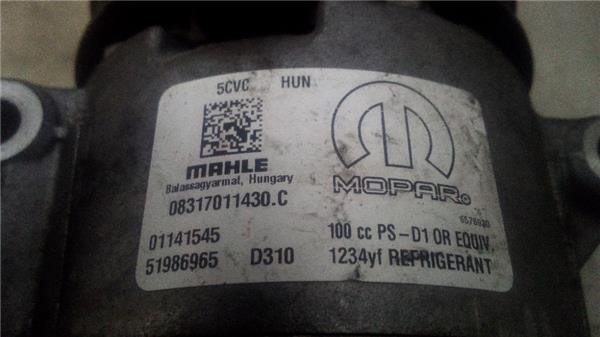 5CVC HUN
MAHLE
Balassagyarmat, Hungary
08317011430.C
01141545
51986965 D310
MOPAR®
100 cc PS-D1 OR EQUIV
1234yf REFRIGERANT